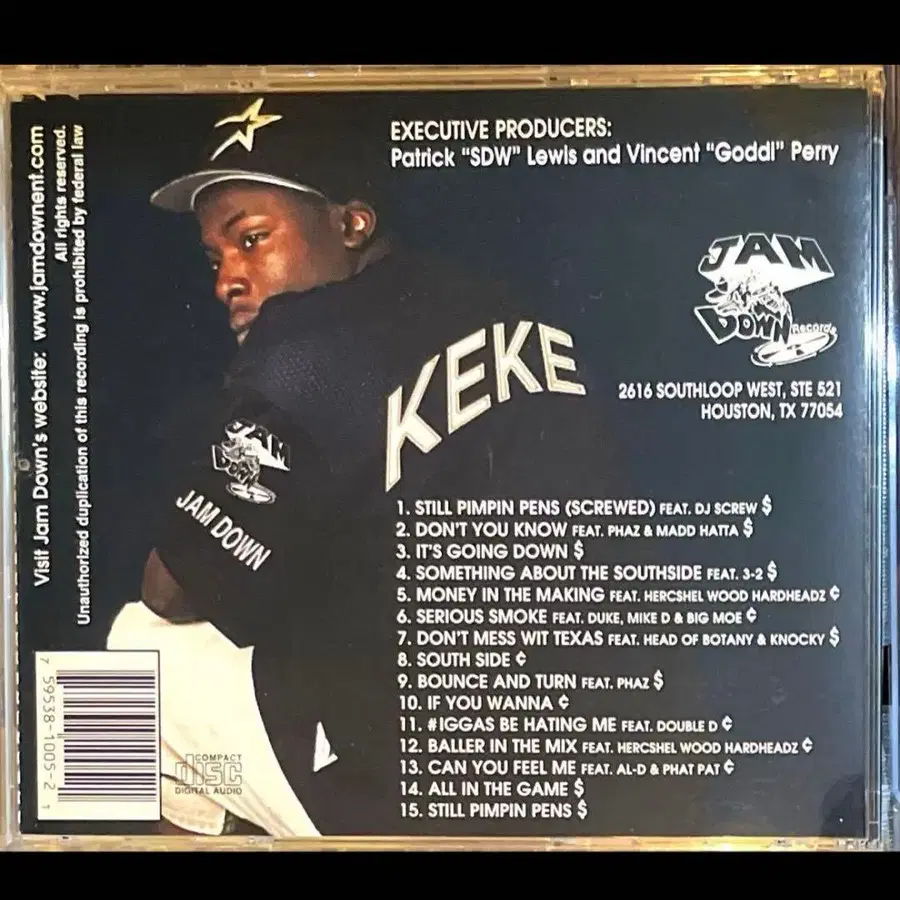 EXECUTIVE PRODUCERS:
Patrick "SDW" Lewis and Vincent "Goddi" Perry
JAM
DOWN
Records
2616 SOUTHLOOP WEST, STE 521
HOUSTON, TX 77054
KEKE
JAM
DOWN
JAM DOWN
1. STILL PIMPIN PENS (SCREWED) FEAT. DJ SCREW $
2. DON'T YOU KNOW FEAT. PHAZ & MADD HATTA $
3. IT'S GOING DOWN $
4. SOMETHING ABOUT THE SOUTHSIDE FEAT. 3-2 $
5. MONEY IN THE MAKING FEAT. HERCSHEL WOOD HARDHEADZ ¢
6. SERIOUS SMOKE FEAT. DUKE, MIKE D & BIG MOE ¢
7. DON'T MESS WIT TEXAS FEAT. HEAD OF BOTANY & KNOCKY $
8. SOUTH SIDE ¢
9. BOUNCE AND TURN FEAT. PHAZ $
10. IF YOU WANNA ¢
11. #IGGAS BE HATING ME FEAT. DOUBLE D ¢
12. BALLER IN THE MIX FEAT. HERCSHEL WOOD HARDHEADZ ¢
13. CAN YOU FEEL ME FEAT. AL-D & PHAT PAT ¢
14. ALL IN THE GAME $
15. STILL PIMPIN PENS $
Visit Jam Down's website: www.jamdownent.com
All rights reserved.
Unauthorized duplication of this recording is prohibited by federal law
7 59538-1005-2 1
COMPACT
disc
DIGITAL AUDIO